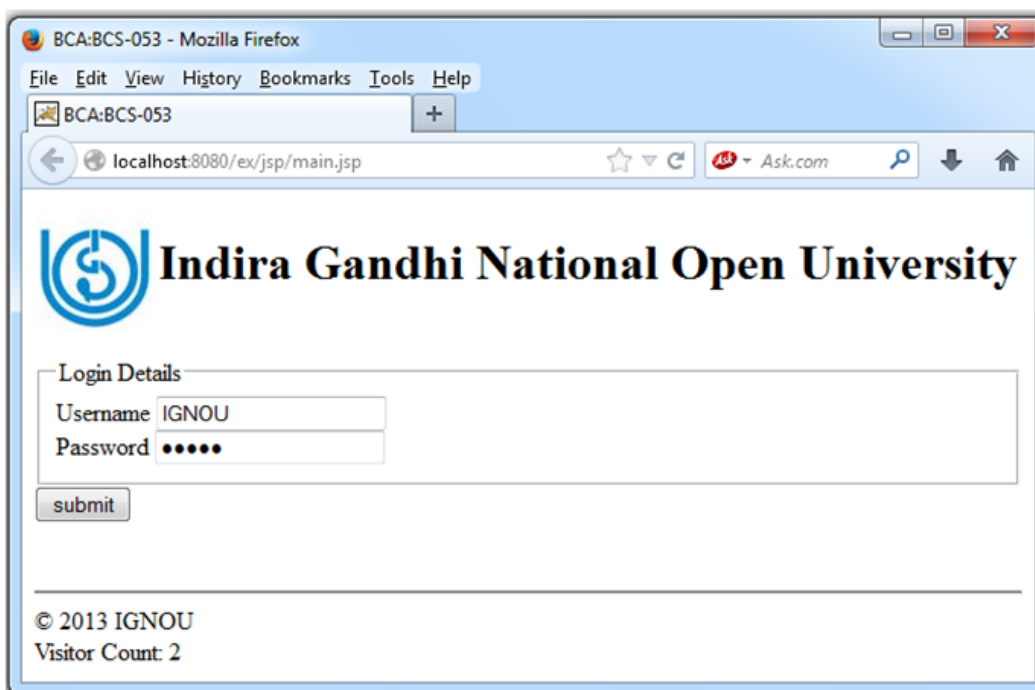 BCA:BCS-053 - Mozilla Firefox
File Edit View History Bookmarks Tools Help
BCA:BCS-053 +
localhost:8080/ex/jsp/main.jsp Ask Ask.com
Indira Gandhi National Open University
Login Details
Username IGNOU
Password •••••
submit
© 2013 IGNOU
Visitor Count: 2